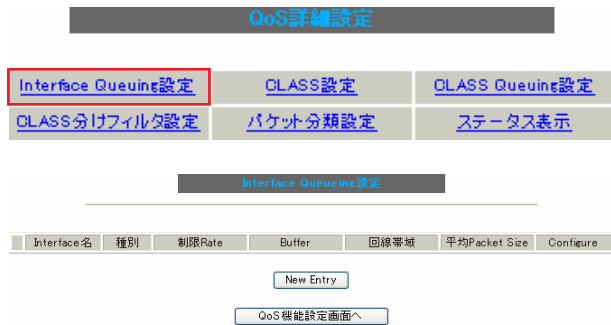 QoS詳細設定
Interface Queuing設定 CLASS設定 CLASS Queuing設定
CLASS分けフィルタ設定 パケット分類設定 ステータス表示
Interface Queueing設定
Interface名 種別 制限Rate Buffer 回線帯域 平均Packet Size Configure
New Entry
QoS機能設定画面へ